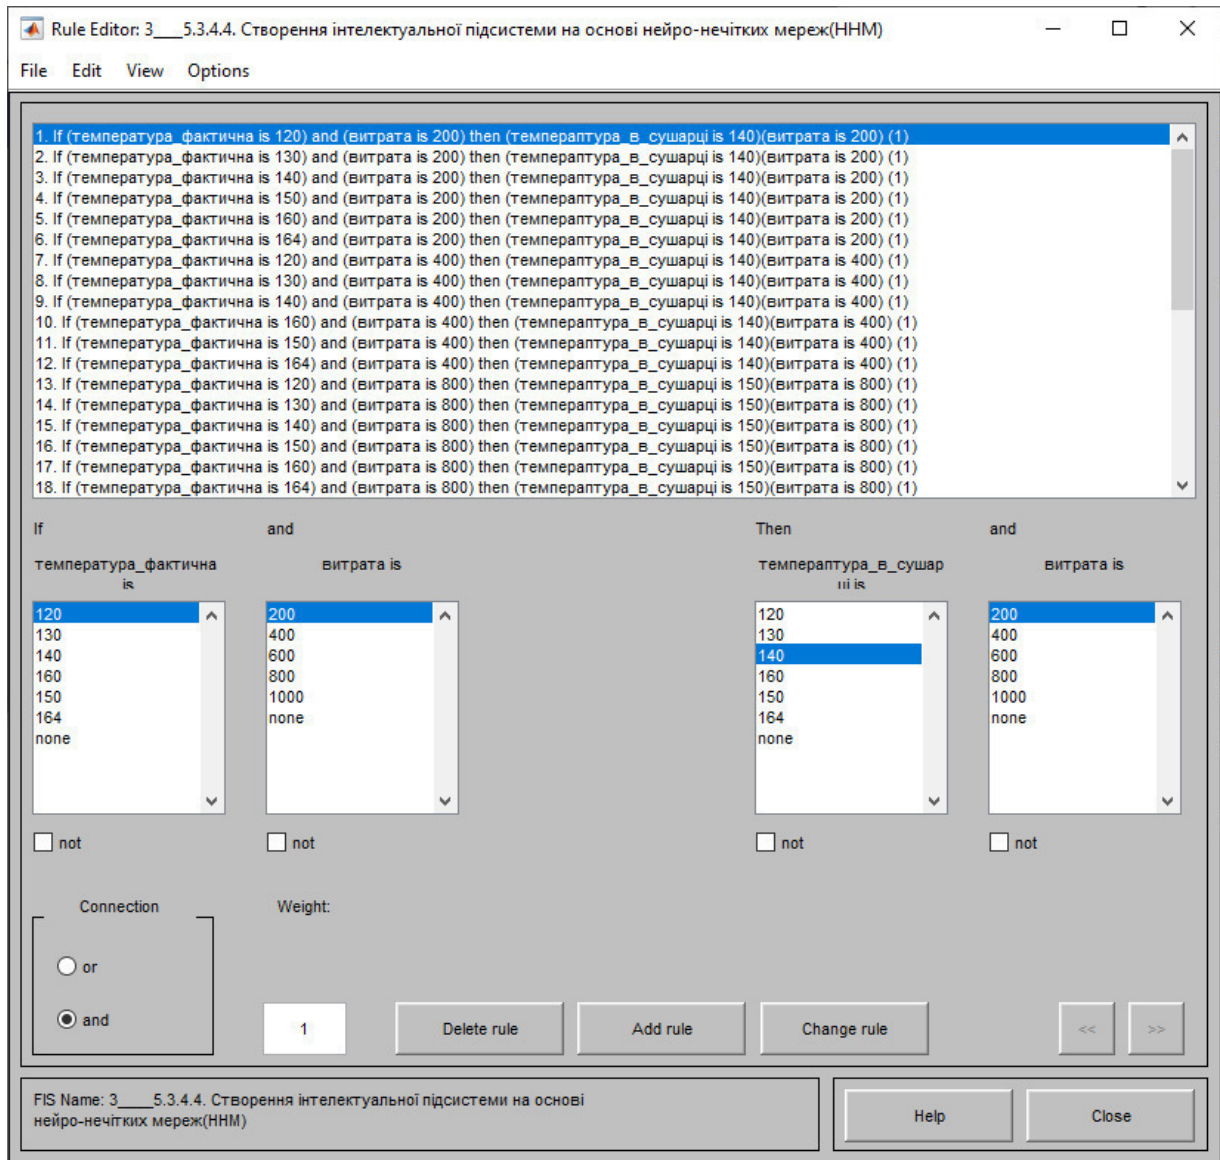 Rule Editor: 3___5.3.4.4. Створення інтелектуальної підсистеми на основі нейро-нечітких мереж(ННМ)
File Edit View Options
1. If (температура_фактична is 120) and (витрата is 200) then (темпераптура_в_сушарці is 140)(витрата is 200) (1)
2. If (температура_фактична is 130) and (витрата is 200) then (темпераптура_в_сушарці is 140)(витрата is 200) (1)
3. If (температура_фактична is 140) and (витрата is 200) then (темпераптура_в_сушарці is 140)(витрата is 200) (1)
4. If (температура_фактична is 150) and (витрата is 200) then (темпераптура_в_сушарці is 140)(витрата is 200) (1)
5. If (температура_фактична is 160) and (витрата is 200) then (темпераптура_в_сушарці is 140)(витрата is 200) (1)
6. If (температура_фактична is 164) and (витрата is 200) then (темпераптура_в_сушарці is 140)(витрата is 200) (1)
7. If (температура_фактична is 120) and (витрата is 400) then (темпераптура_в_сушарці is 140)(витрата is 400) (1)
8. If (температура_фактична is 130) and (витрата is 400) then (темпераптура_в_сушарці is 140)(витрата is 400) (1)
9. If (температура_фактична is 140) and (витрата is 400) then (темпераптура_в_сушарці is 140)(витрата is 400) (1)
10. If (температура_фактична is 160) and (витрата is 400) then (темпераптура_в_сушарці is 140)(витрата is 400) (1)
11. If (температура_фактична is 150) and (витрата is 400) then (темпераптура_в_сушарці is 140)(витрата is 400) (1)
12. If (температура_фактична is 164) and (витрата is 400) then (темпераптура_в_сушарці is 140)(витрата is 400) (1)
13. If (температура_фактична is 120) and (витрата is 800) then (темпераптура_в_сушарці is 150)(витрата is 800) (1)
14. If (температура_фактична is 130) and (витрата is 800) then (темпераптура_в_сушарці is 150)(витрата is 800) (1)
15. If (температура_фактична is 140) and (витрата is 800) then (темпераптура_в_сушарці is 150)(витрата is 800) (1)
16. If (температура_фактична is 150) and (витрата is 800) then (темпераптура_в_сушарці is 150)(витрата is 800) (1)
17. If (температура_фактична is 160) and (витрата is 800) then (темпераптура_в_сушарці is 150)(витрата is 800) (1)
18. If (температура_фактична is 164) and (витрата is 800) then (темпераптура_в_сушарці is 150)(витрата is 800) (1)
If and Then and
температура_фактична
is
120
130
140
160
150
164
none
not
витрата is
200
400
600
800
1000
none
not
темпераптура_в_сушар
ці is
120
130
140
160
150
164
none
not
витрата is
200
400
600
800
1000
none
not
Connection
or
and
Weight:
1
Delete rule
Add rule
Change rule
<<
>>
FIS Name: 3____5.3.4.4. Створення інтелектуальної підсистеми на основі
нейро-нечітких мереж(ННМ)
Help
Close